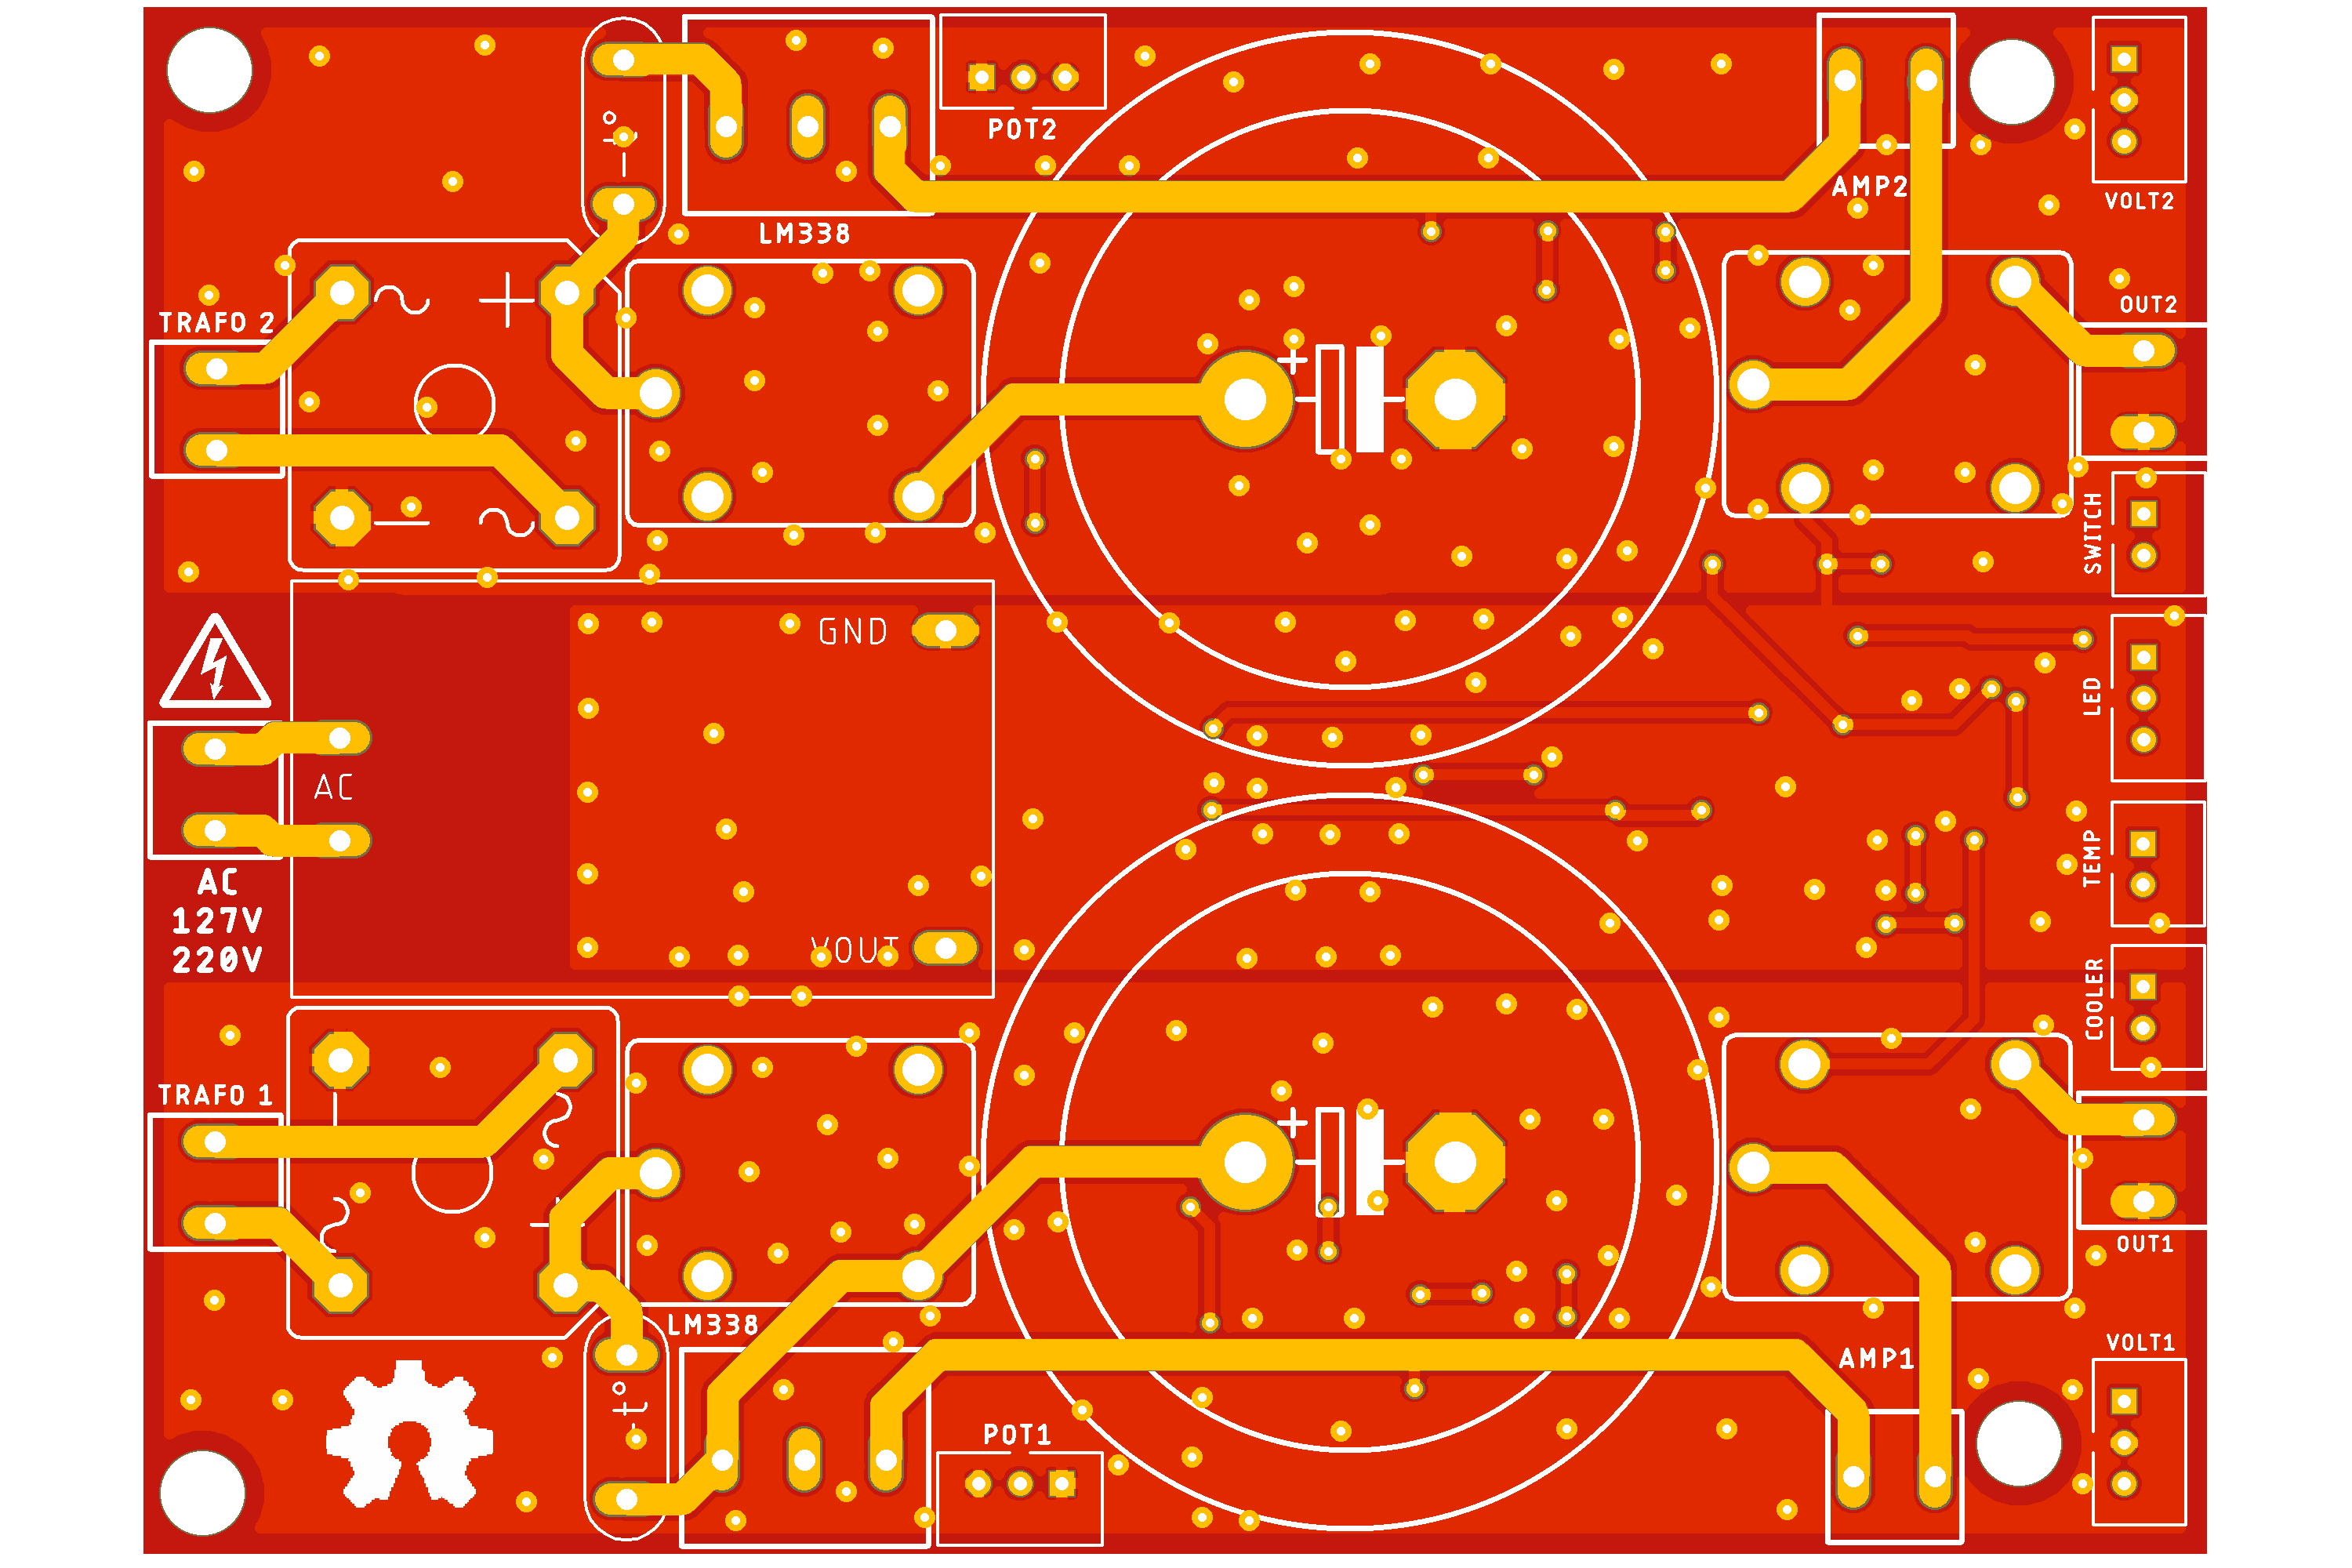 POT2
AMP2
VOLT2
LM338
-t°
~ +
OUT2
TRAFO 2
+
- ~
SWITCH
GND
LED
AC
TEMP
AC
127V
220V
VOUT
COOLER
TRAFO 1
- ~
+
~ +
OUT1
LM338
VOLT1
AMP1
-t°
POT1